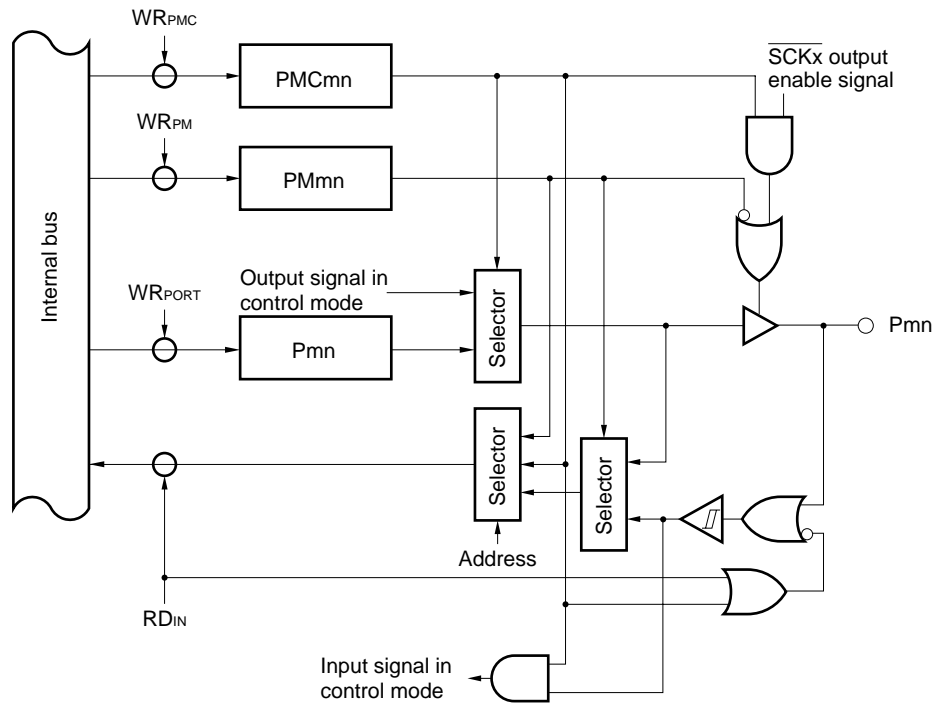 WRPMC
PMCmn
SCKx output
enable signal
WRPM
PMmn
Internal bus
Output signal in
control mode
WRPORT
Pmn
Selector
Pmn
Selector
Selector
Address
RDIN
Input signal in
control mode